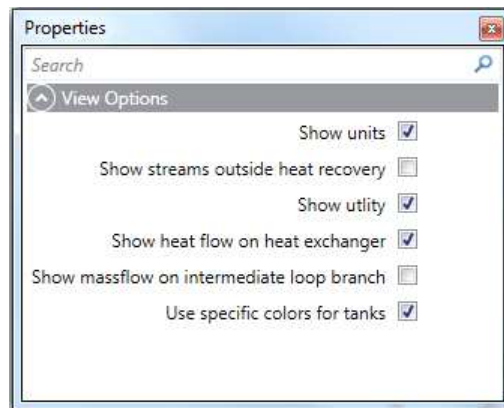 Properties
Search
View Options
Show units
Show streams outside heat recovery
Show utlity
Show heat flow on heat exchanger
Show massflow on intermediate loop branch
Use specific colors for tanks